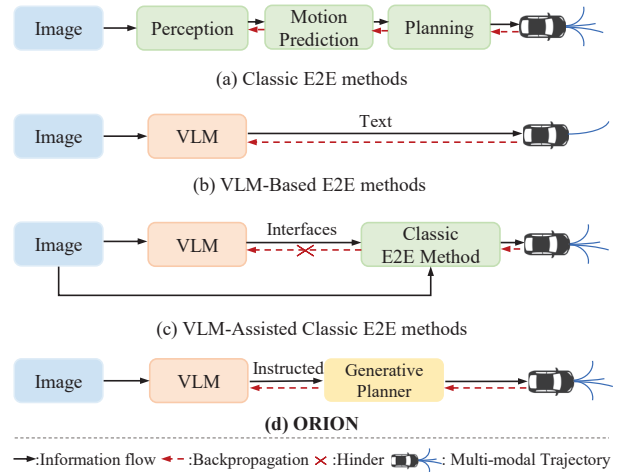 Image
Perception
Motion
Prediction
Planning
(a) Classic E2E methods
Image
VLM
Text
(b) VLM-Based E2E methods
Image
VLM
Interfaces
Classic
E2E Method
(c) VLM-Assisted Classic E2E methods
Image
VLM
Instructed
Generative
Planner
(d) ORION
:Information flow :Backpropagation :Hinder : Multi-modal Trajectory